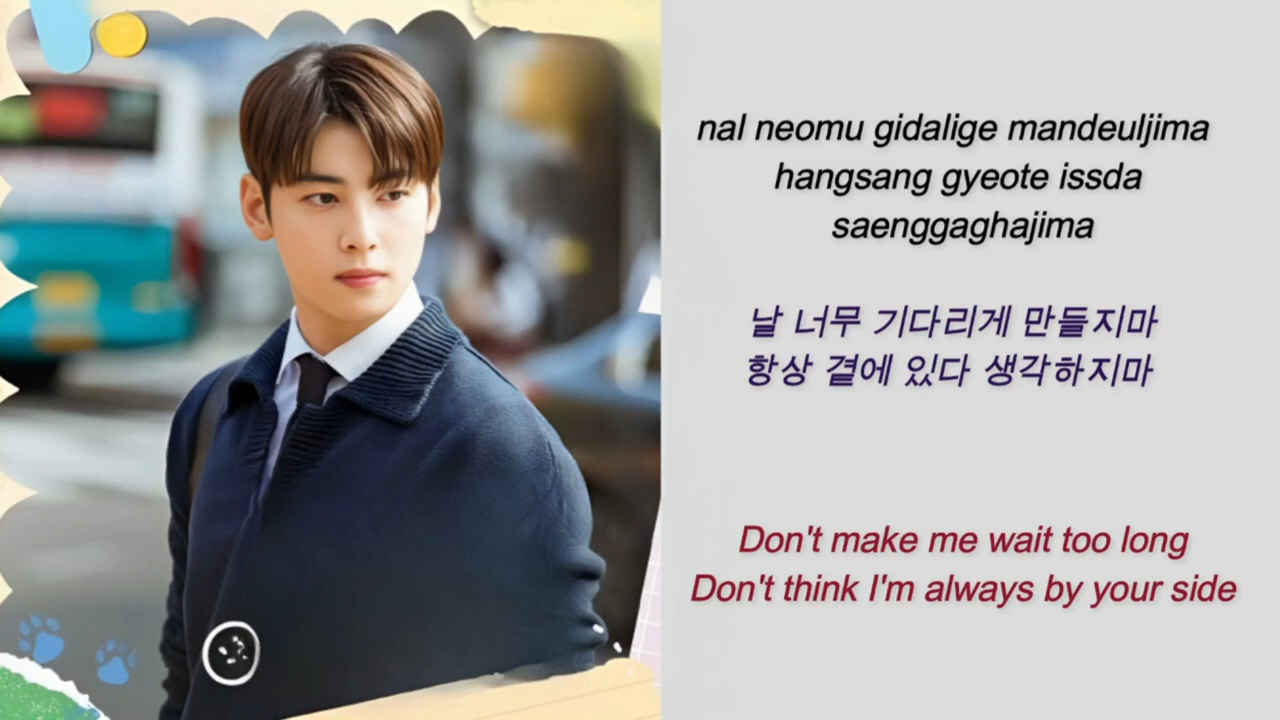 nal neomu gidalige mandeuljima
hangsang gyeote issda
saenggaghajima
날 너무 기다리게 만들지마
항상 곁에 있다 생각하지마
Don't make me wait too long
Don't think I'm always by your side